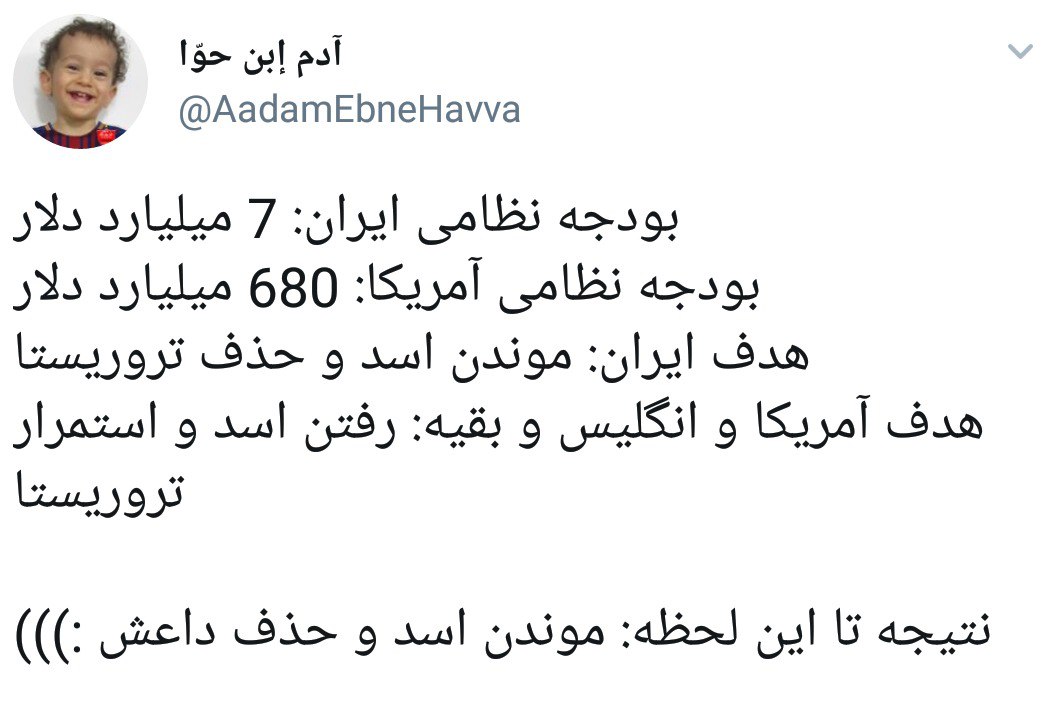 آدم إبن حوّا
@AadamEbneHavva
بودجه نظامی ایران: 7 میلیارد دلار
بودجه نظامی آمریکا: 680 میلیارد دلار
هدف ایران: موندن اسد و حذف تروریستا
هدف آمریکا و انگلیس و بقیه: رفتن اسد و استمرار
تروریستا
نتیجه تا این لحظه: موندن اسد و حذف داعش :)))